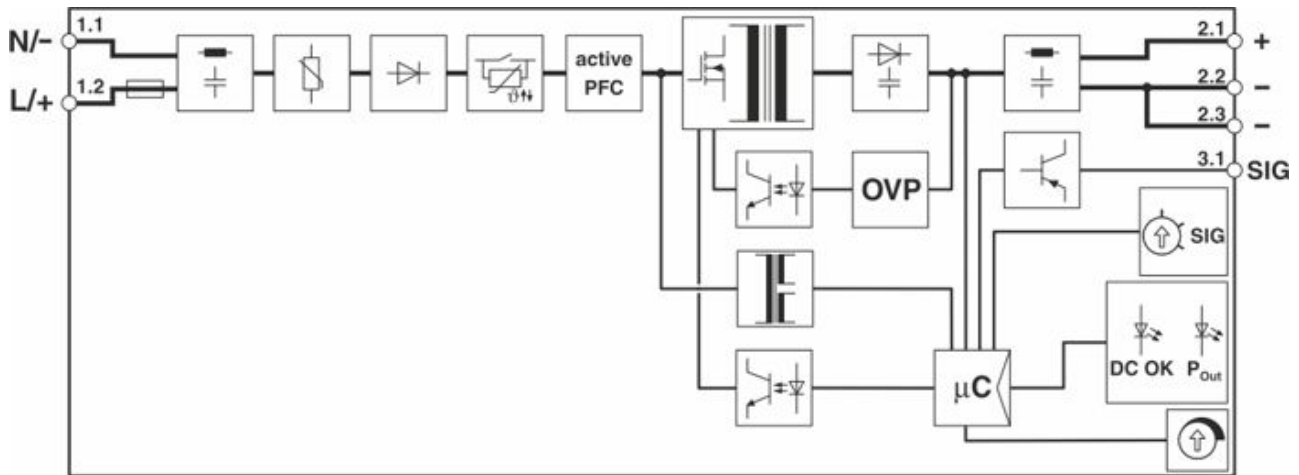 N/−
1.1
L/+
1.2
active
PFC
2.1
+
2.2
−
2.3
−
3.1
SIG
OVP
ϑ
SIG
DC OK
POut
µC